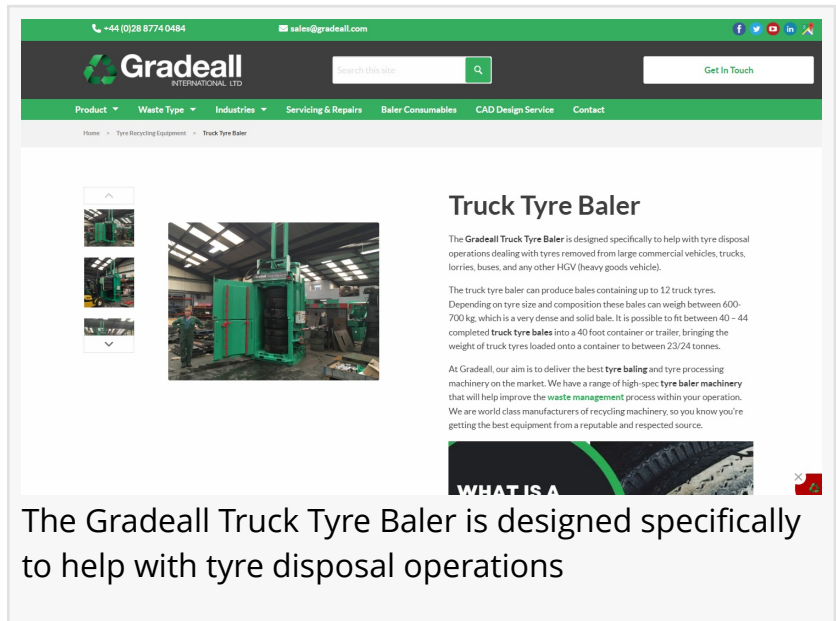 +44 (0)28 8774 0484
sales@gradeall.com
Gradeall
INTERNATIONAL LTD
Search this site
Get In Touch
Product
Waste Type
Industries
Servicing & Repairs
Baler Consumables
CAD Design Service
Contact
Home > Tyre Recycling Equipment > Truck Tyre Baler
Truck Tyre Baler
The Gradeall Truck Tyre Baler is designed specifically to help with tyre disposal
operations dealing with tyres removed from large commercial vehicles, trucks,
lorries, buses, and any other HGV (heavy goods vehicle).
The truck tyre baler can produce bales containing up to 12 truck tyres.
Depending on tyre size and composition these bales can weigh between 600-
700 kg, which is a very dense and solid bale. It is possible to fit between 40 – 44
completed truck tyre bales into a 40 foot container or trailer, bringing the
weight of truck tyres loaded onto a container to between 23/24 tonnes.
At Gradeall, our aim is to deliver the best tyre baling and tyre processing
machinery on the market. We have a range of high-spec tyre baler machinery
that will help improve the waste management process within your operation.
We are world class manufacturers of recycling machinery, so you know you're
getting the best equipment from a reputable and respected source.
WHAT IS A
The Gradeall Truck Tyre Baler is designed specifically
to help with tyre disposal operations